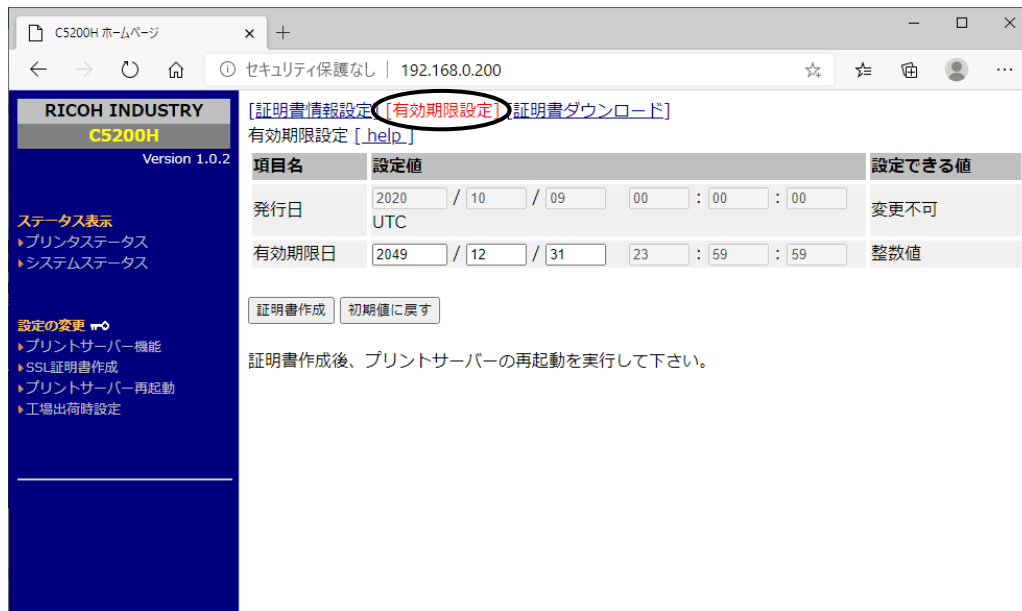 C5200H ホームページ
セキュリティ保護なし | 192.168.0.200
RICOH INDUSTRY
C5200H
Version 1.0.2
ステータス表示
プリンタステータス
システムステータス
設定の変更
プリントサーバー機能
SSL証明書作成
プリントサーバー再起動
工場出荷時設定
[証明書情報設定] [有効期限設定] [証明書ダウンロード]
有効期限設定 [ help ]
項目名 設定値 設定できる値
発行日 2020 / 10 / 09 00 : 00 : 00 UTC 変更不可
有効期限日 2049 / 12 / 31 23 : 59 : 59 整数値
証明書作成 初期値に戻す
証明書作成後、プリントサーバーの再起動を実行して下さい。